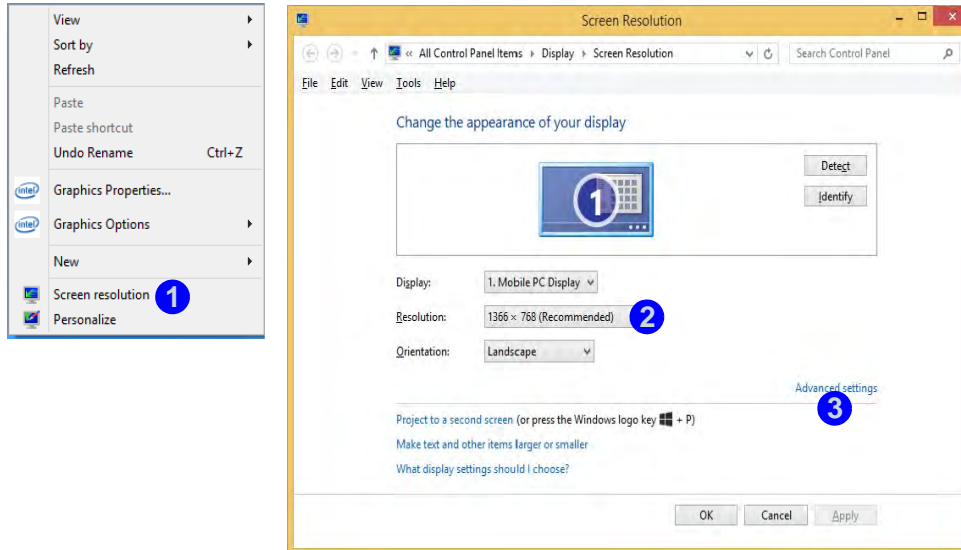 View
Sort by
Refresh
Paste
Paste shortcut
Undo Rename Ctrl+Z
intel Graphics Properties...
intel Graphics Options
New
Screen resolution 1
Personalize
Screen Resolution
« All Control Panel Items Display Screen Resolution Search Control Panel
File Edit View Tools Help
Change the appearance of your display
1
Detect
Identify
Display: 1. Mobile PC Display
Resolution: 1366 × 768 (Recommended) 2
Orientation: Landscape
Advanced settings
3
Project to a second screen (or press the Windows logo key + P)
Make text and other items larger or smaller
What display settings should I choose?
OK Cancel Apply